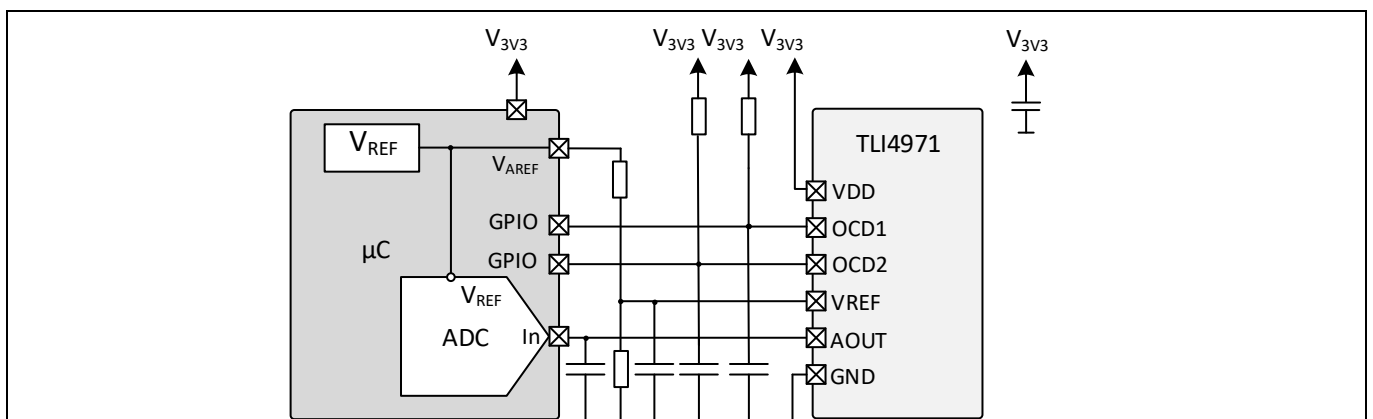 V3V3
V3V3 V3V3 V3V3
V3V3
VREF
TLI4971
VAREF
VDD
GPIO
OCD1
µC
GPIO
OCD2
VREF
VREF
ADC
In
AOUT
GND